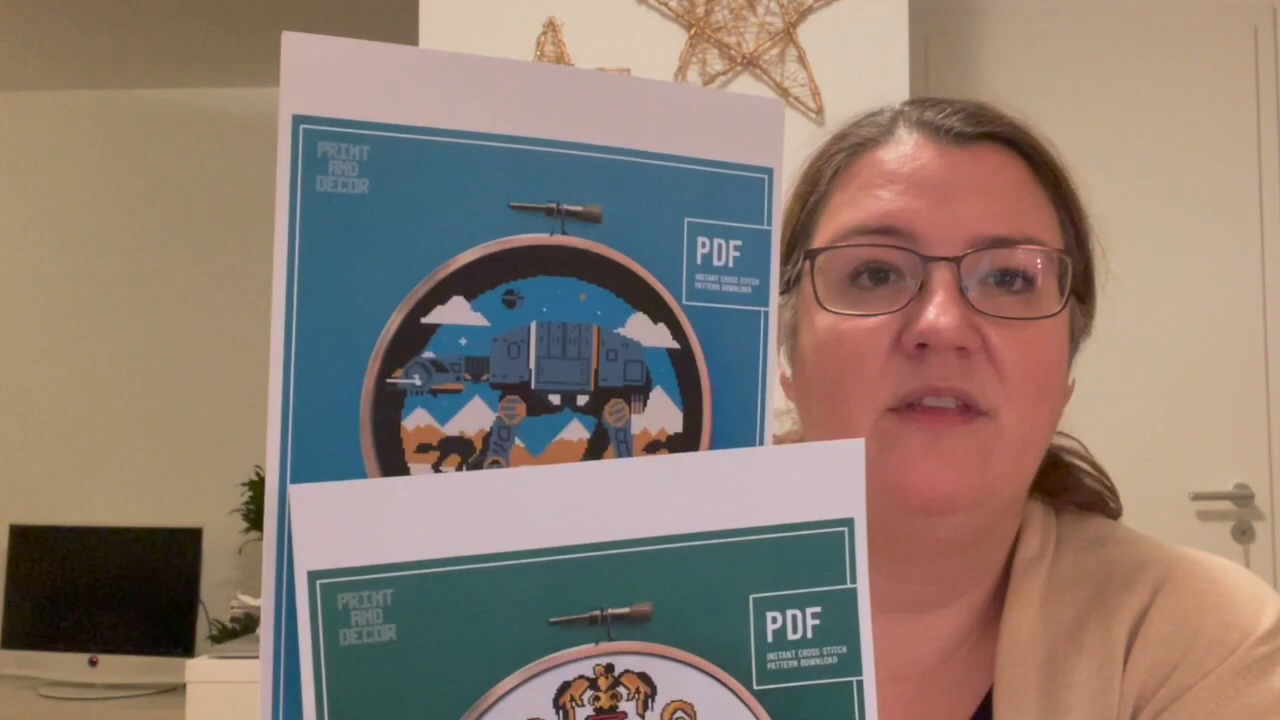 PRINT
AND
DECOR
PDF
INSTANT CROSS-STITCH
PATTERN DOWNLOAD
PRINT
AND
DECOR
PDF
INSTANT CROSS-STITCH
PATTERN DOWNLOAD